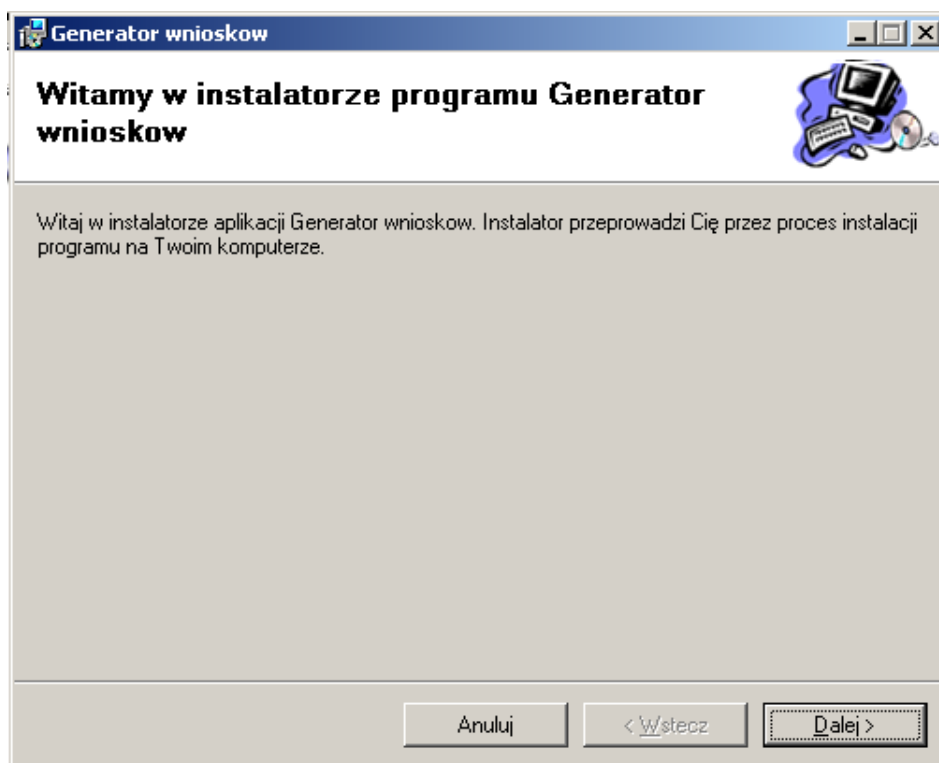 Generator wnioskow
Witamy w instalatorze programu Generator
wnioskow
Witaj w instalatorze aplikacji Generator wnioskow. Instalator przeprowadzi Cię przez proces instalacji
programu na Twoim komputerze.
Anuluj
< Wstecz
Dalej >